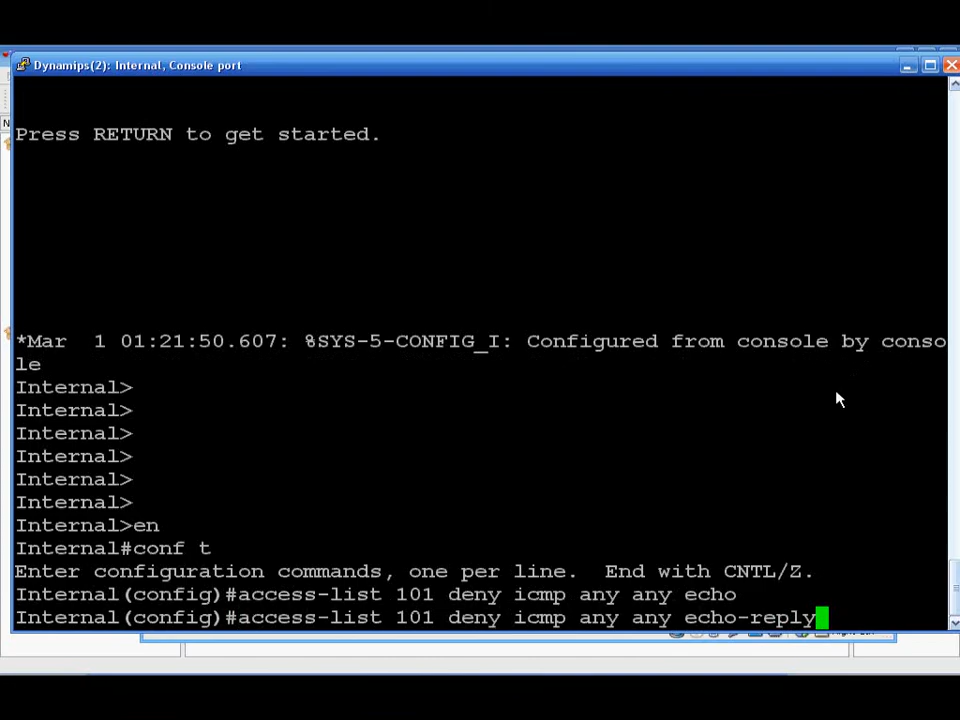 Dynamips(2): Internal, Console port
Press RETURN to get started.
*Mar  1 01:21:50.607: %SYS-5-CONFIG_I: Configured from console by conso
le
Internal>
Internal>
Internal>
Internal>
Internal>
Internal>
Internal>en
Internal#conf t
Enter configuration commands, one per line.  End with CNTL/Z.
Internal(config)#access-list 101 deny icmp any any echo
Internal(config)#access-list 101 deny icmp any any echo-reply